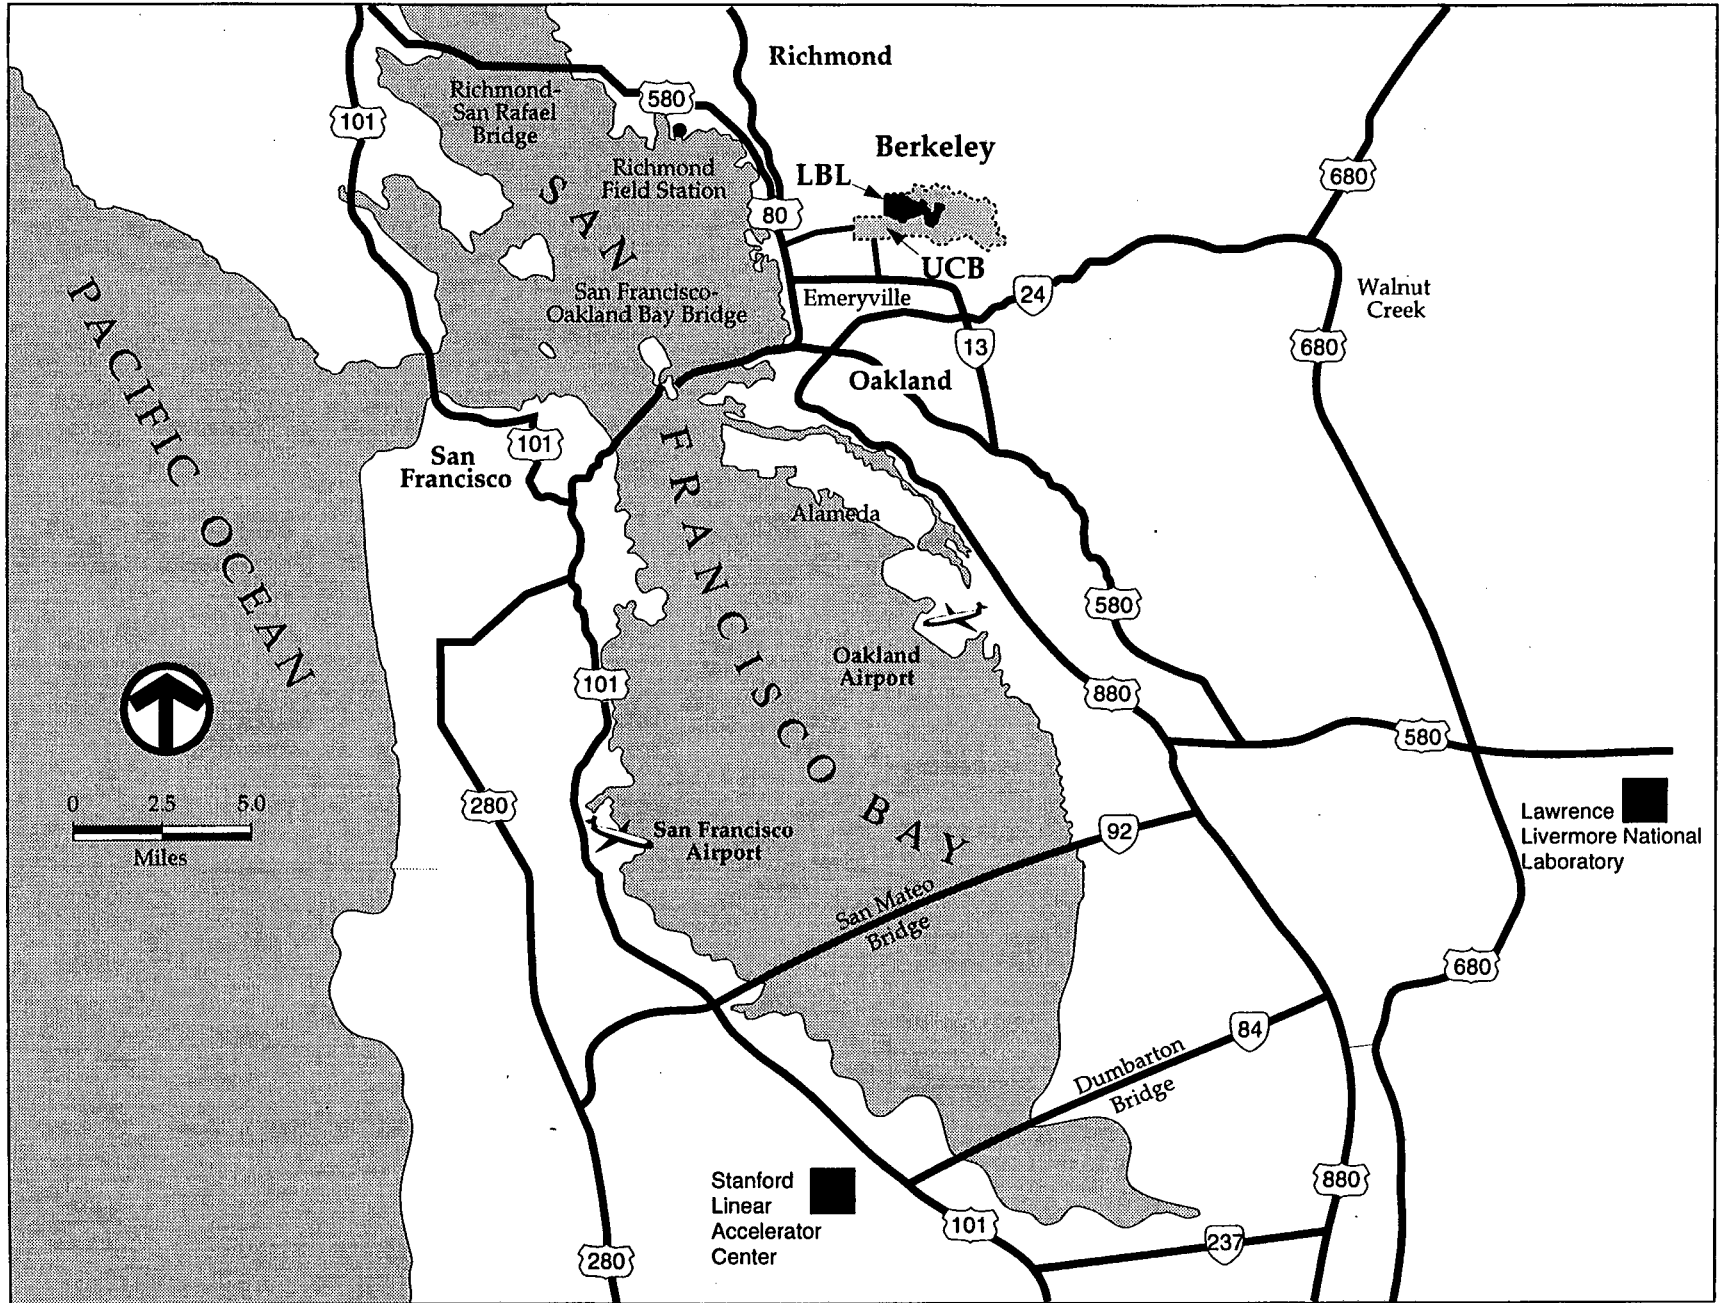 Richmond
Richmond-
San Rafael
Bridge
580
101
Berkeley
Richmond
Field Station
LBL
680
80
UCB
SAN FRANCISCO BAY
PACIFIC OCEAN
San Francisco-
Oakland Bay Bridge
Emeryville
24
Walnut
Creek
13
680
Oakland
101
San
Francisco
Alameda
580
Oakland
Airport
101
880
580
0 2.5 5.0
Miles
280
San Francisco
Airport
92
Lawrence
Livermore National
Laboratory
San Mateo
Bridge
680
84
Dumbarton
Bridge
Stanford
Linear
Accelerator
Center
880
101
237
280